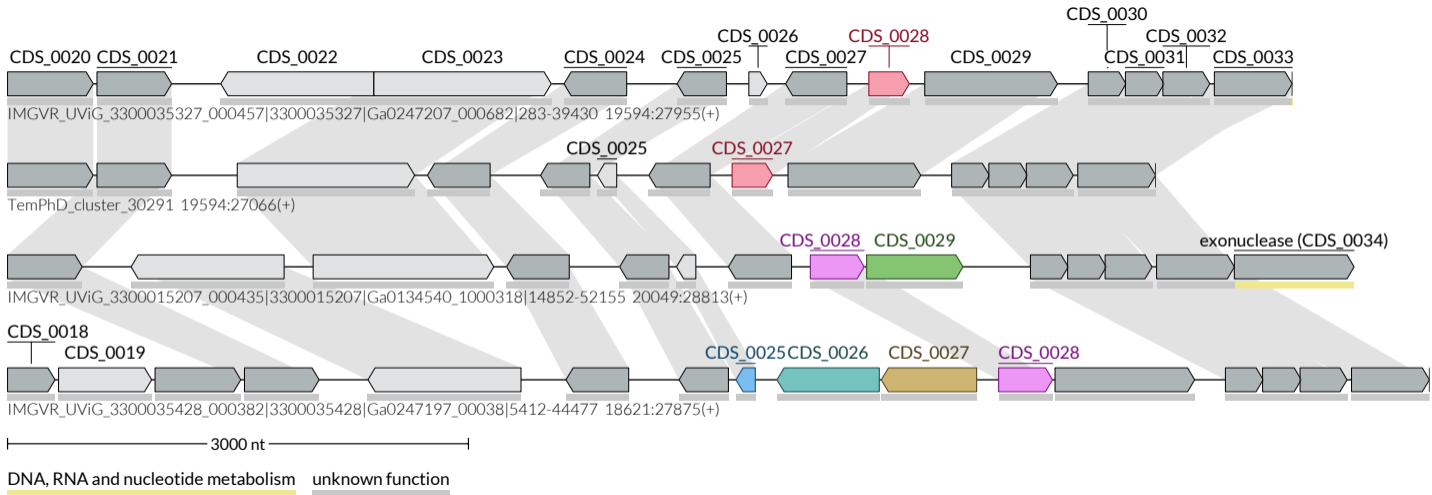 CDS_0030
CDS_0026 CDS_0028 CDS_0032
CDS_0020 CDS_0021 CDS_0022 CDS_0023 CDS_0024 CDS_0025 CDS_0027 CDS_0029 CDS_0031 CDS_0033
IMGVR_UViG_3300035327_000457|3300035327|Ga0247207_000682|283-39430 19594:27955(+)
CDS_0025 CDS_0027
TemPhD_cluster_30291 19594:27066(+)
CDS_0028 CDS_0029 exonuclease (CDS_0034)
IMGVR_UViG_3300015207_000435|3300015207|Ga0134540_1000318|14852-52155 20049:28813(+)
CDS_0018
CDS_0019 CDS_0025 CDS_0026 CDS_0027 CDS_0028
IMGVR_UViG_3300035428_000382|3300035428|Ga0247197_00038|5412-44477 18621:27875(+)
3000 nt
DNA, RNA and nucleotide metabolism unknown function